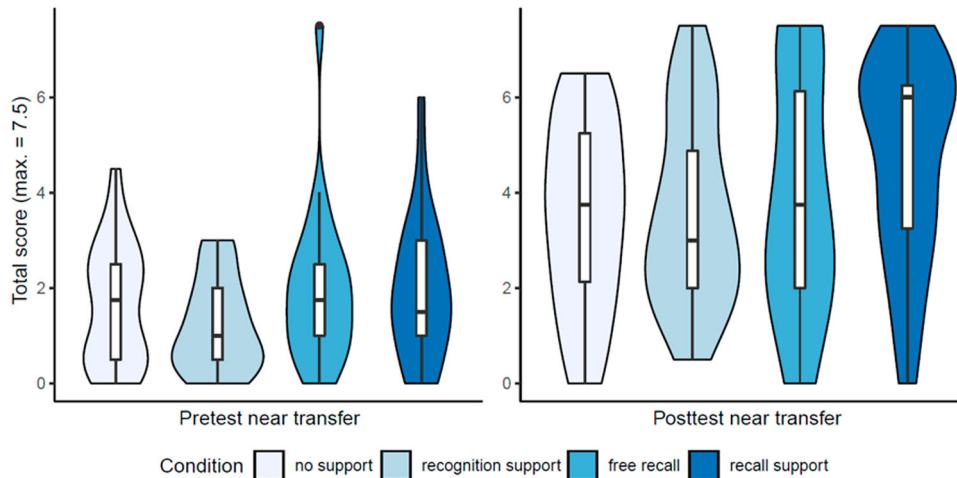 Total score (max. = 7.5)
6
4
2
0
6
4
2
0
Pretest near transfer
Posttest near transfer
Condition no support recognition support free recall recall support